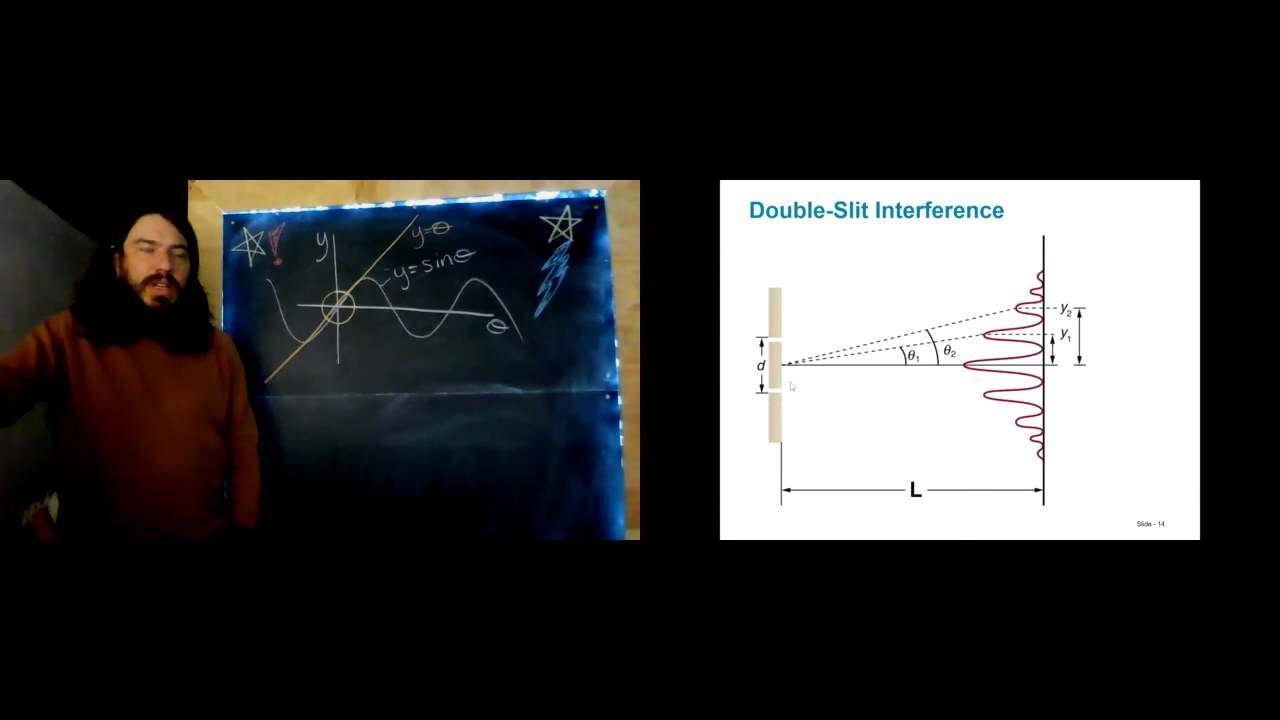 y
y=θ
y=sinθ
θ
Double-Slit Interference
y₂
y₁
θ₁
θ₂
d
L
Slide - 14